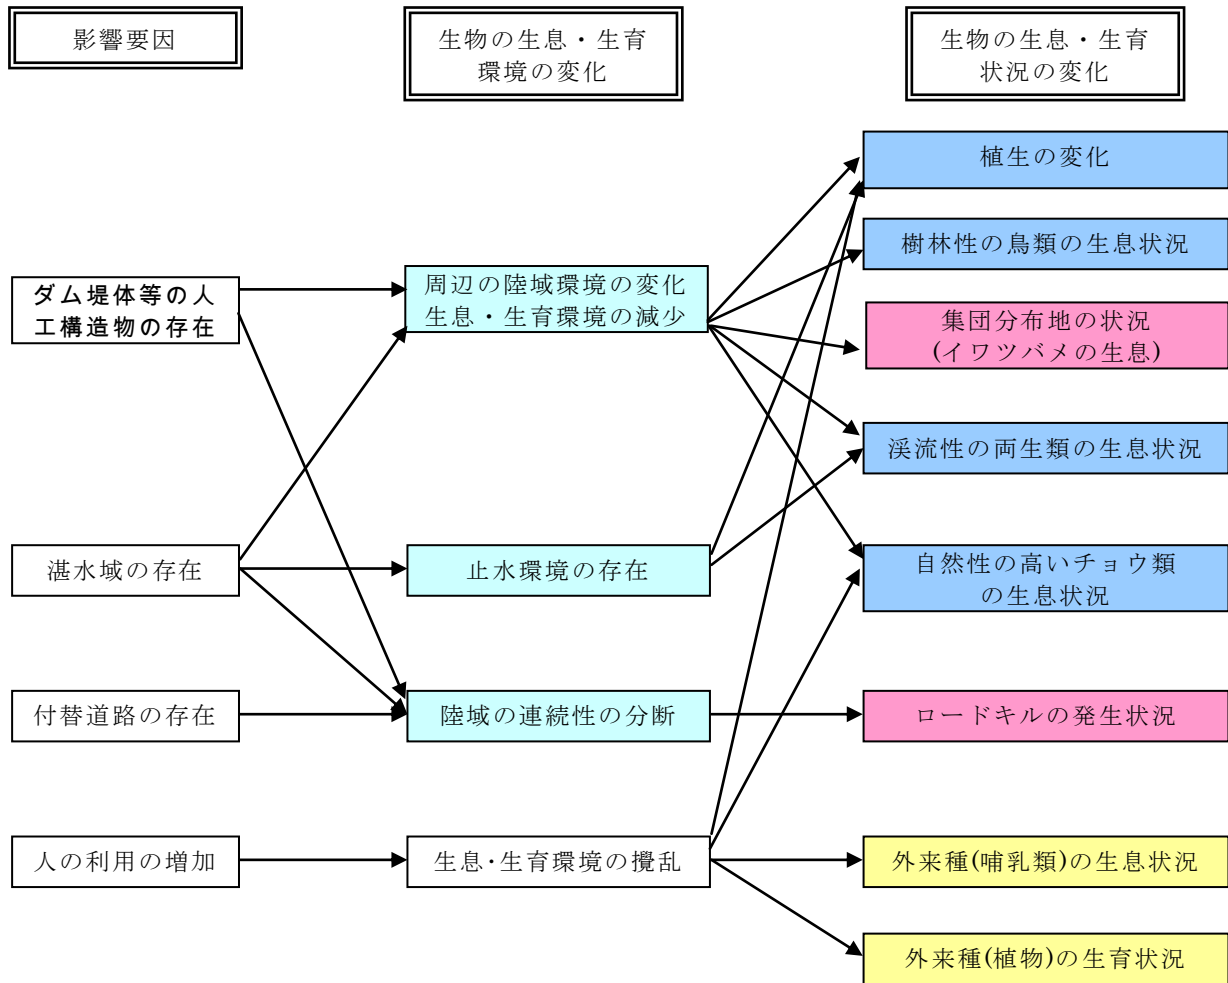 影響要因
生物の生息・生育
環境の変化
生物の生息・生育
状況の変化
植生の変化
樹林性の鳥類の生息状況
ダム堤体等の人
工構造物の存在
周辺の陸域環境の変化
生息・生育環境の減少
集団分布地の状況
(イワツバメの生息)
渓流性の両生類の生息状況
湛水域の存在
止水環境の存在
自然性の高いチョウ類
の生息状況
付替道路の存在
陸域の連続性の分断
ロードキルの発生状況
人の利用の増加
生息･生育環境の攪乱
外来種(哺乳類)の生息状況
外来種(植物)の生育状況